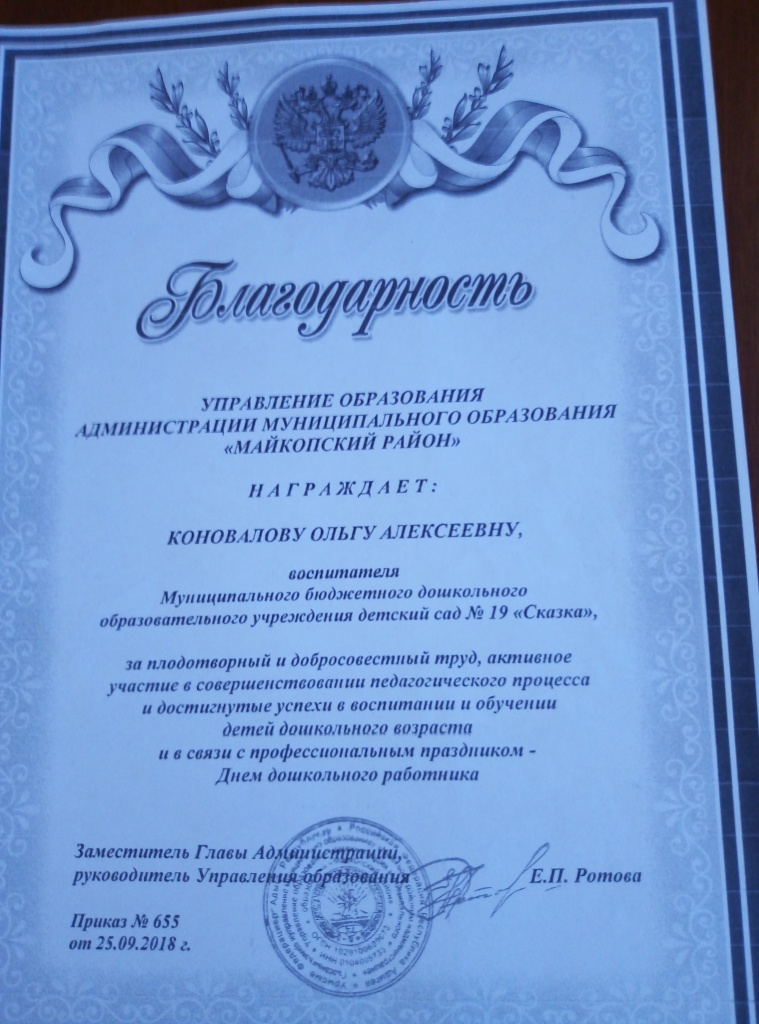 Благодарность
УПРАВЛЕНИЕ ОБРАЗОВАНИЯ
АДМИНИСТРАЦИИ МУНИЦИПАЛЬНОГО ОБРАЗОВАНИЯ
«МАЙКОПСКИЙ РАЙОН»
Н А Г Р А Ж Д А Е Т :
КОНОВАЛОВУ ОЛЬГУ АЛЕКСЕЕВНУ,
воспитателя
Муниципального бюджетного дошкольного
образовательного учреждения детский сад № 19 «Сказка»,
за плодотворный и добросовестный труд, активное
участие в совершенствовании педагогического процесса
и достигнутые успехи в воспитании и обучении
детей дошкольного возраста
и в связи с профессиональным праздником -
Днем дошкольного работника
Заместитель Главы Администрации,
руководитель Управления образования Е.П. Ротова
Приказ № 655
от 25.09.2018 г.